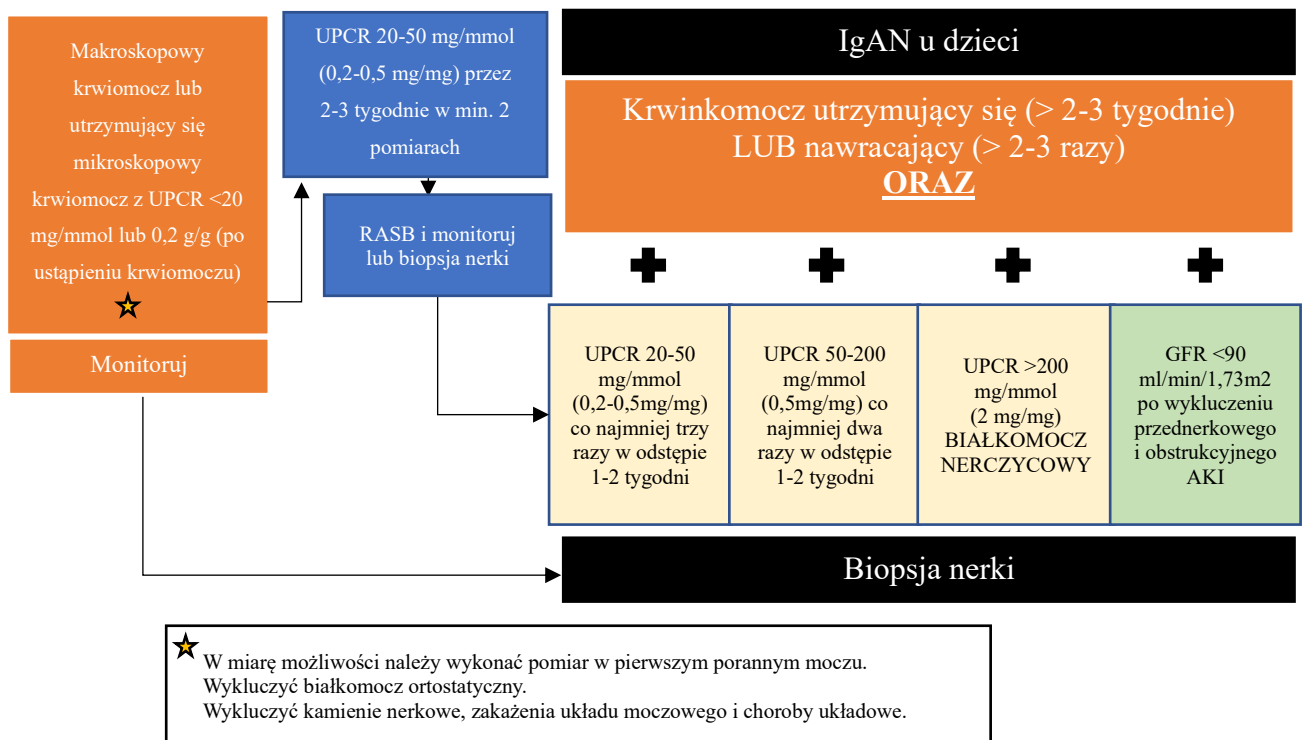 Makroskopowy
krwiomocz lub
utrzymujący się
mikroskopowy
krwiomocz z UPCR <20
mg/mmol lub 0,2 g/g (po
ustąpieniu krwiomoczu)
Monitoruj
UPCR 20-50 mg/mmol
(0,2-0,5 mg/mg) przez
2-3 tygodnie w min. 2
pomiarach
RASB i monitoruj
lub biopsja nerki
IgAN u dzieci
Krwinkomocz utrzymujący się (> 2-3 tygodnie)
LUB nawracający (> 2-3 razy)
ORAZ
UPCR 20-50
mg/mmol
(0,2-0,5mg/mg)
co najmniej trzy
razy w odstępie
1-2 tygodni
UPCR 50-200
mg/mmol
(0,5mg/mg) co
najmniej dwa
razy w odstępie
1-2 tygodni
UPCR >200
mg/mmol
(2 mg/mg)
BIAŁKOMOCZ
NERCZYCOWY
GFR <90
ml/min/1,73m2
po wykluczeniu
przednerkowego
i obstrukcyjnego
AKI
Biopsja nerki
W miarę możliwości należy wykonać pomiar w pierwszym porannym moczu.
Wykluczyć białkomocz ortostatyczny.
Wykluczyć kamienie nerkowe, zakażenia układu moczowego i choroby układowe.